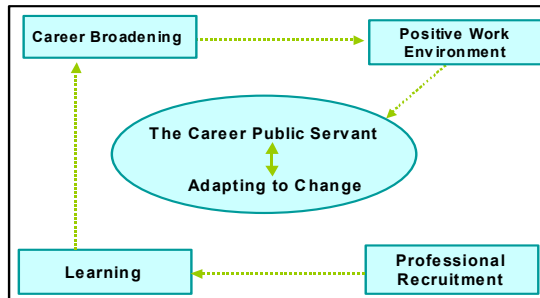 Career Broadening
Positive Work
Environment
The Career Public Servant
Adapting to Change
Learning
Professional
Recruitment